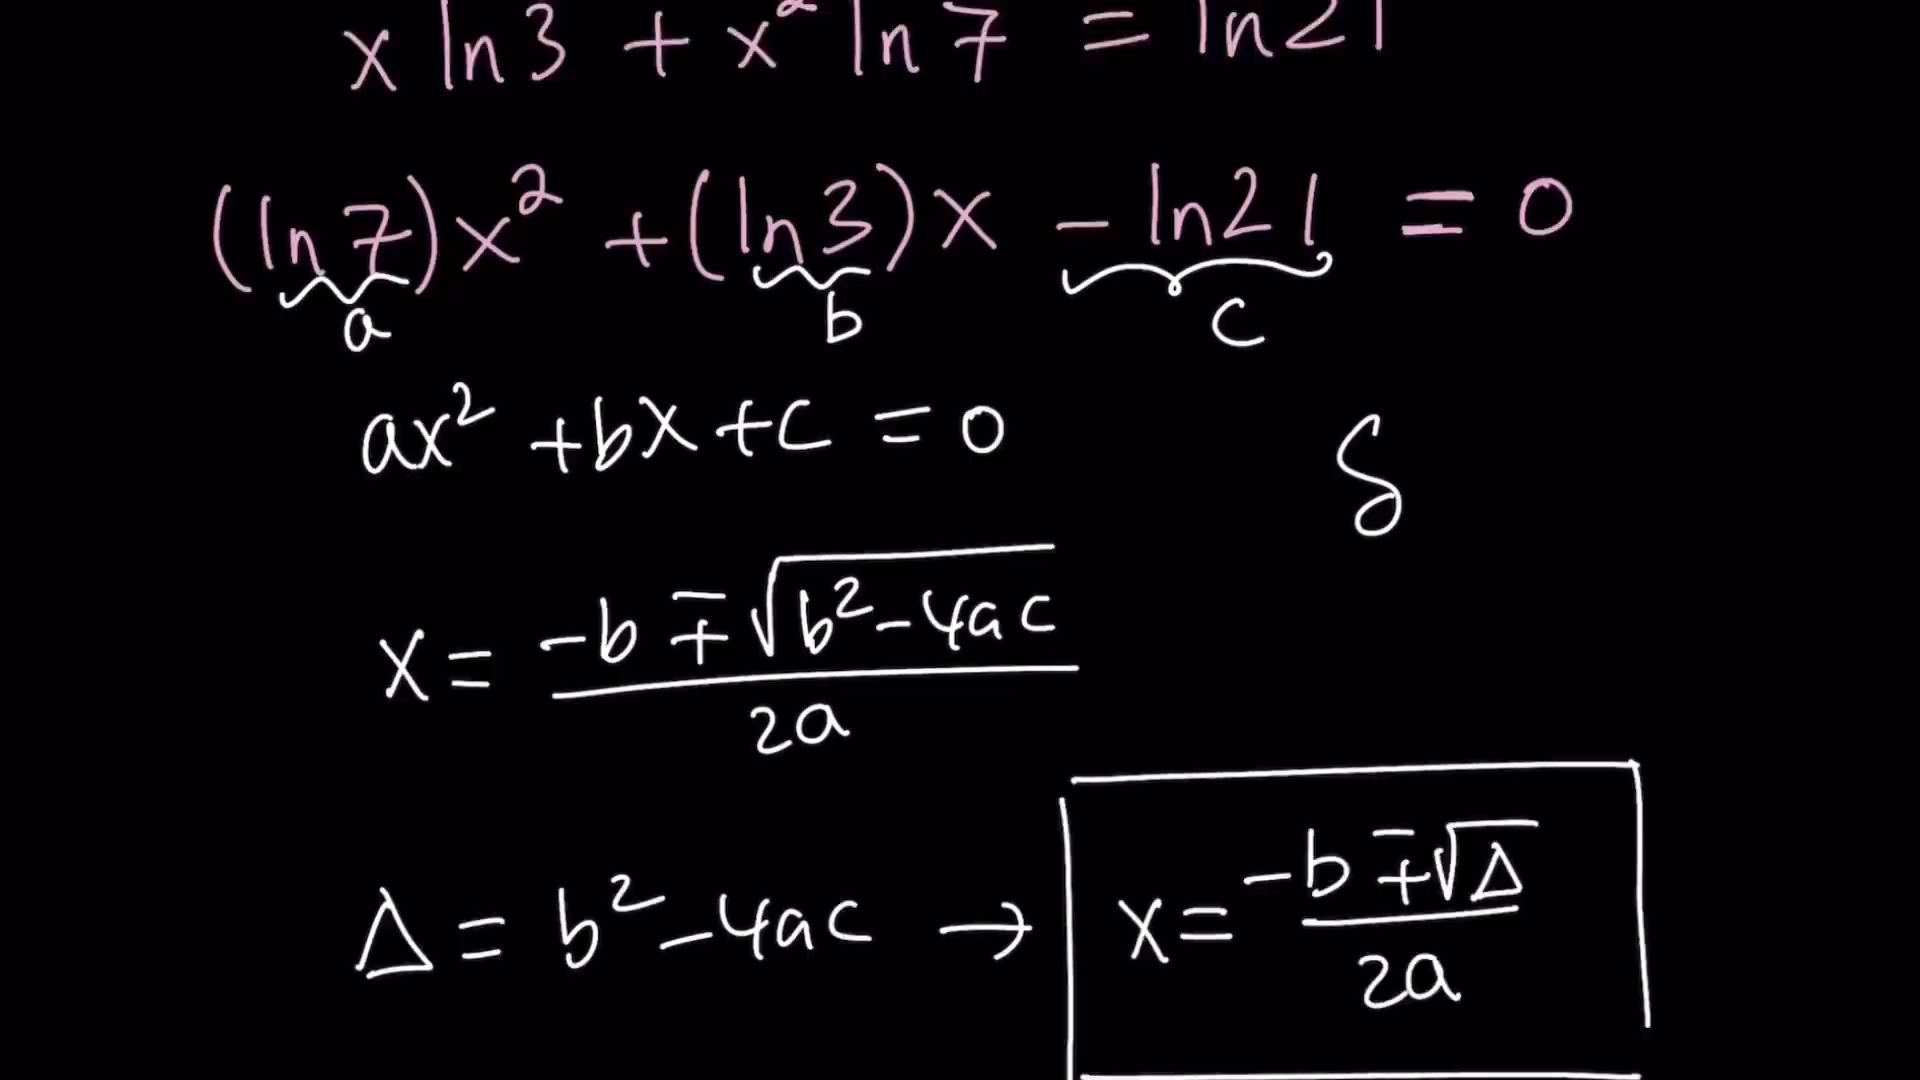 x ln3 + x² ln7 = ln21
(ln7)x² + (ln3)x - ln21 = 0
a b c
ax² + bx + c = 0
δ
x = (-b ∓ √(b² - 4ac)) / 2a
Δ = b² - 4ac → x = (-b ∓ √Δ) / 2a